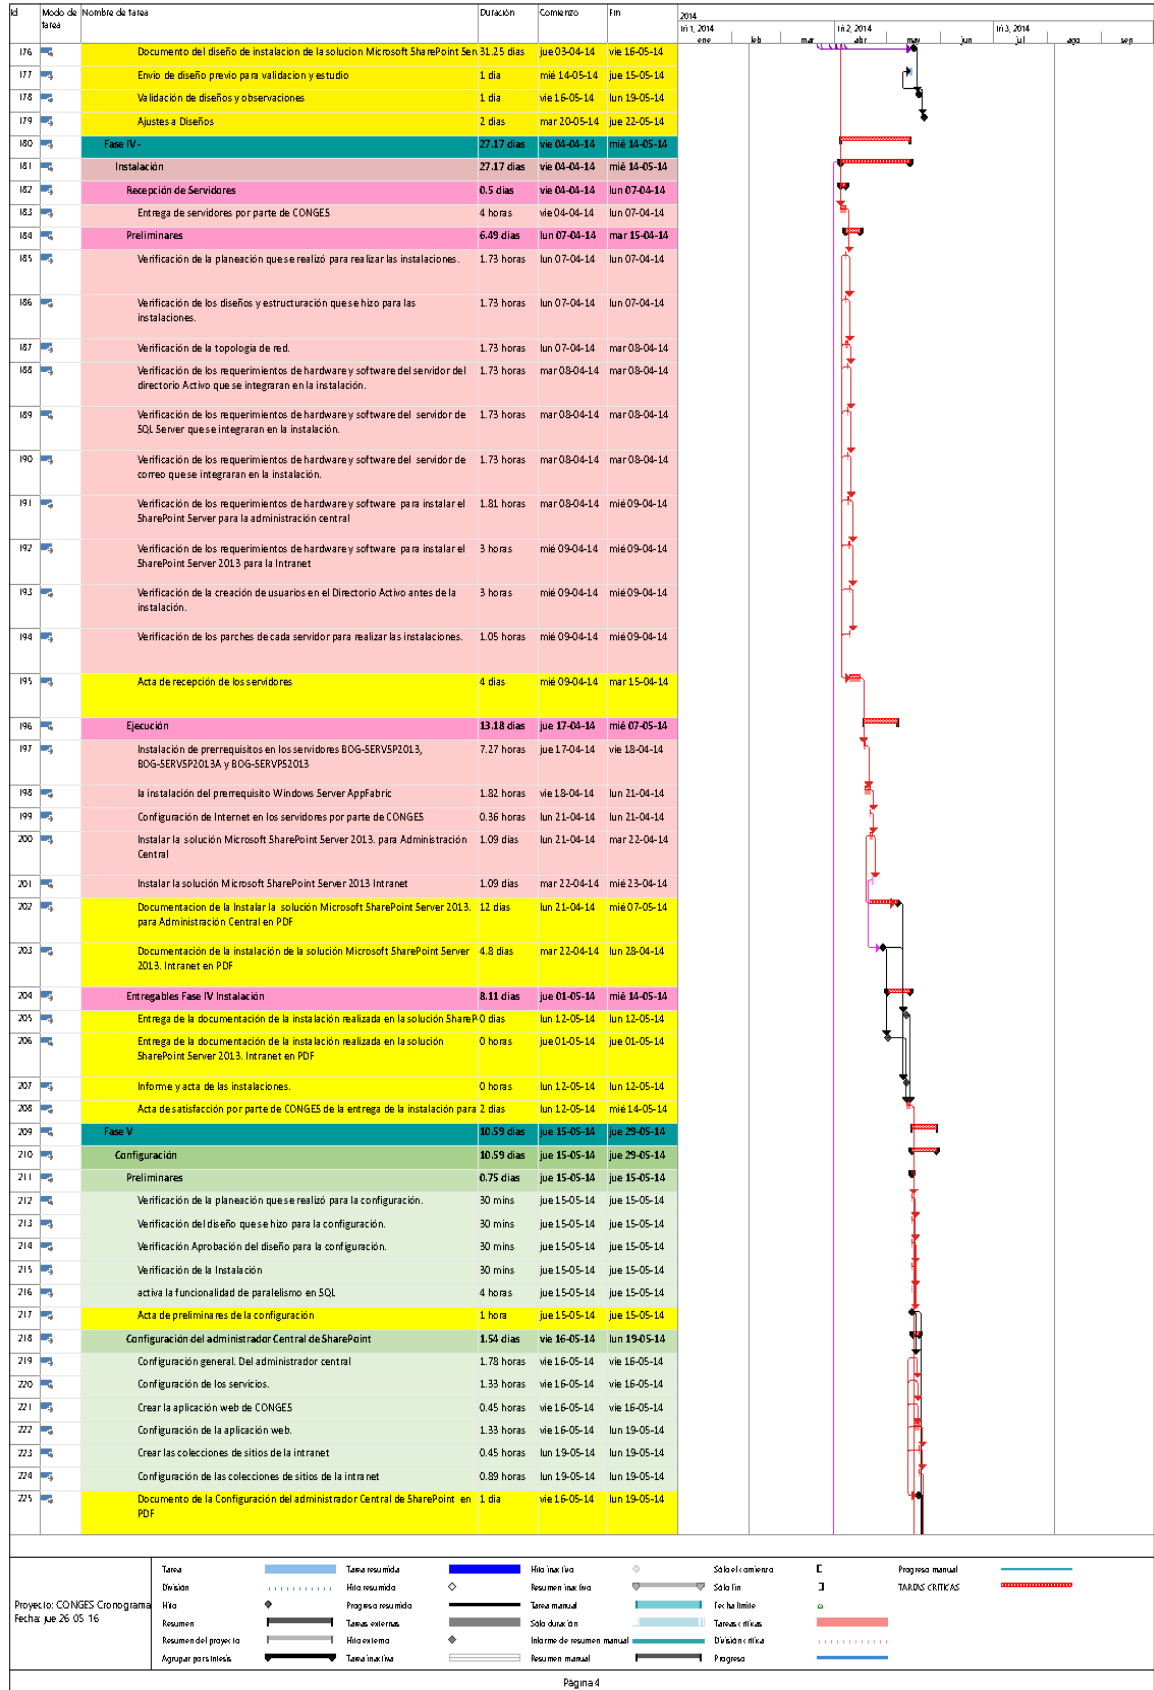 Id Modo de tarea Nombre de tarea Duración Comienzo Fin
2014
tri 1, 2014 tri 2, 2014 tri 3, 2014
ene feb mar abr may jun jul ago sep
176 Documento del diseño de instalacion de la solucion Microsoft SharePoint Ser 31.25 dias jue 03-04-14 vie 16-05-14
177 Envio de diseño previo para validacion y estudio 1 dia mié 14-05-14 jue 15-05-14
178 Validación de diseños y observaciones 1 dia vie 16-05-14 lun 19-05-14
179 Ajustes a Diseños 2 dias mar 20-05-14 jue 22-05-14
180 Fase IV- 27.17 dias vie 04-04-14 mié 14-05-14
181 Instalación 27.17 dias vie 04-04-14 mié 14-05-14
182 Recepción de Servidores 0.5 dias vie 04-04-14 lun 07-04-14
183 Entrega de servidores por parte de CONGES 4 horas vie 04-04-14 lun 07-04-14
184 Preliminares 6.49 dias lun 07-04-14 mar 15-04-14
185 Verificación de la planeación que se realizó para realizar las instalaciones. 1.73 horas lun 07-04-14 lun 07-04-14
186 Verificación de los diseños y estructuración que se hizo para las 1.73 horas lun 07-04-14 lun 07-04-14
instalaciones.
187 Verificación de la topologia de red. 1.73 horas lun 07-04-14 mar 08-04-14
188 Verificación de los requerimientos de hardware y software del servidor del 1.73 horas mar 08-04-14 mar 08-04-14
directorio Activo que se integraran en la instalación.
189 Verificación de los requerimientos de hardware y software del servidor de 1.73 horas mar 08-04-14 mar 08-04-14
SQL Server que se integraran en la instalación.
190 Verificación de los requerimientos de hardware y software del servidor de 1.73 horas mar 08-04-14 mar 08-04-14
correo que se integraran en la instalación.
191 Verificación de los requerimientos de hardware y software para instalar el 1.81 horas mar 08-04-14 mié 09-04-14
SharePoint Server para la administración central
192 Verificación de los requerimientos de hardware y software para instalar el 3 horas mié 09-04-14 mié 09-04-14
SharePoint Server 2013 para la Intranet
193 Verificación de la creación de usuarios en el Directorio Activo antes de la 3 horas mié 09-04-14 mié 09-04-14
instalación.
194 Verificación de los parches de cada servidor para realizar las instalaciones. 1.05 horas mié 09-04-14 mié 09-04-14
195 Acta de recepción de los servidores 4 dias mié 09-04-14 mar 15-04-14
196 Ejecución 13.18 dias jue 17-04-14 mié 07-05-14
197 Instalación de prerrequisitos en los servidores BOG-SERVSP2013, 7.27 horas jue 17-04-14 vie 18-04-14
BOG-SERVSP2013A y BOG-SERVPS2013
198 la instalación del prerrequisito Windows Server AppFabric 1.82 horas vie 18-04-14 lun 21-04-14
199 Configuración de Internet en los servidores por parte de CONGES 0.36 horas lun 21-04-14 lun 21-04-14
200 Instalar la solución Microsoft SharePoint Server 2013. para Administración 1.09 dias lun 21-04-14 mar 22-04-14
Central
201 Instalar la solución Microsoft SharePoint Server 2013 Intranet 1.09 dias mar 22-04-14 mié 23-04-14
202 Documentacion de la Instalar la solución Microsoft SharePoint Server 2013. 12 dias lun 21-04-14 mié 07-05-14
para Administración Central en PDF
203 Documentación de la instalación de la solución Microsoft SharePoint Server 4.8 dias mar 22-04-14 lun 28-04-14
2013. Intranet en PDF
204 Entregables Fase IV Instalación 8.11 dias jue 01-05-14 mié 14-05-14
205 Entrega de la documentación de la instalación realizada en la solución ShareP 0 dias lun 12-05-14 lun 12-05-14
206 Entrega de la documentación de la instalación realizada en la solución 0 horas jue 01-05-14 jue 01-05-14
SharePoint Server 2013. Intranet en PDF
207 Informe y acta de las instalaciones. 0 horas lun 12-05-14 lun 12-05-14
208 Acta de satisfacción por parte de CONGES de la entrega de la instalación para 2 dias lun 12-05-14 mié 14-05-14
209 Fase V 10.59 dias jue 15-05-14 jue 29-05-14
210 Configuración 10.59 dias jue 15-05-14 jue 29-05-14
211 Preliminares 0.75 dias jue 15-05-14 jue 15-05-14
212 Verificación de la planeación que se realizó para la configuración. 30 mins jue 15-05-14 jue 15-05-14
213 Verificación del diseño que se hizo para la configuración. 30 mins jue 15-05-14 jue 15-05-14
214 Verificación Aprobación del diseño para la configuración. 30 mins jue 15-05-14 jue 15-05-14
215 Verificación de la Instalación 30 mins jue 15-05-14 jue 15-05-14
216 activa la funcionalidad de paralelismo en SQL 4 horas jue 15-05-14 jue 15-05-14
217 Acta de preliminares de la configuración 1 hora jue 15-05-14 jue 15-05-14
218 Configuración del administrador Central de SharePoint 1.54 dias vie 16-05-14 lun 19-05-14
219 Configuración general. Del administrador central 1.78 horas vie 16-05-14 vie 16-05-14
220 Configuración de los servicios. 1.33 horas vie 16-05-14 vie 16-05-14
221 Crear la aplicación web de CONGES 0.45 horas vie 16-05-14 vie 16-05-14
222 Configuración de la aplicación web. 1.33 horas vie 16-05-14 lun 19-05-14
223 Crear las colecciones de sitios de la intranet 0.45 horas lun 19-05-14 lun 19-05-14
224 Configuración de las colecciones de sitios de la intranet 0.89 horas lun 19-05-14 lun 19-05-14
225 Documento de la Configuración del administrador Central de SharePoint en 1 dia vie 16-05-14 lun 19-05-14
PDF
Proyecto: CONGES Cronograma
Fecha: jue 26 05 16
Tarea Tarea resumida Hito inactivo Sólo el comienzo Progreso manual
División Hito resumido Resumen inactivo Sólo fin TAREAS CRITICAS
Hito Progreso resumido Tarea manual Fecha límite
Resumen Tareas externas Sólo duración Tareas críticas
Resumen del proyecto Hito externo Informe de resumen manual División crítica
Agrupar por síntesis Tarea inactiva Resumen manual Progreso
Página 4